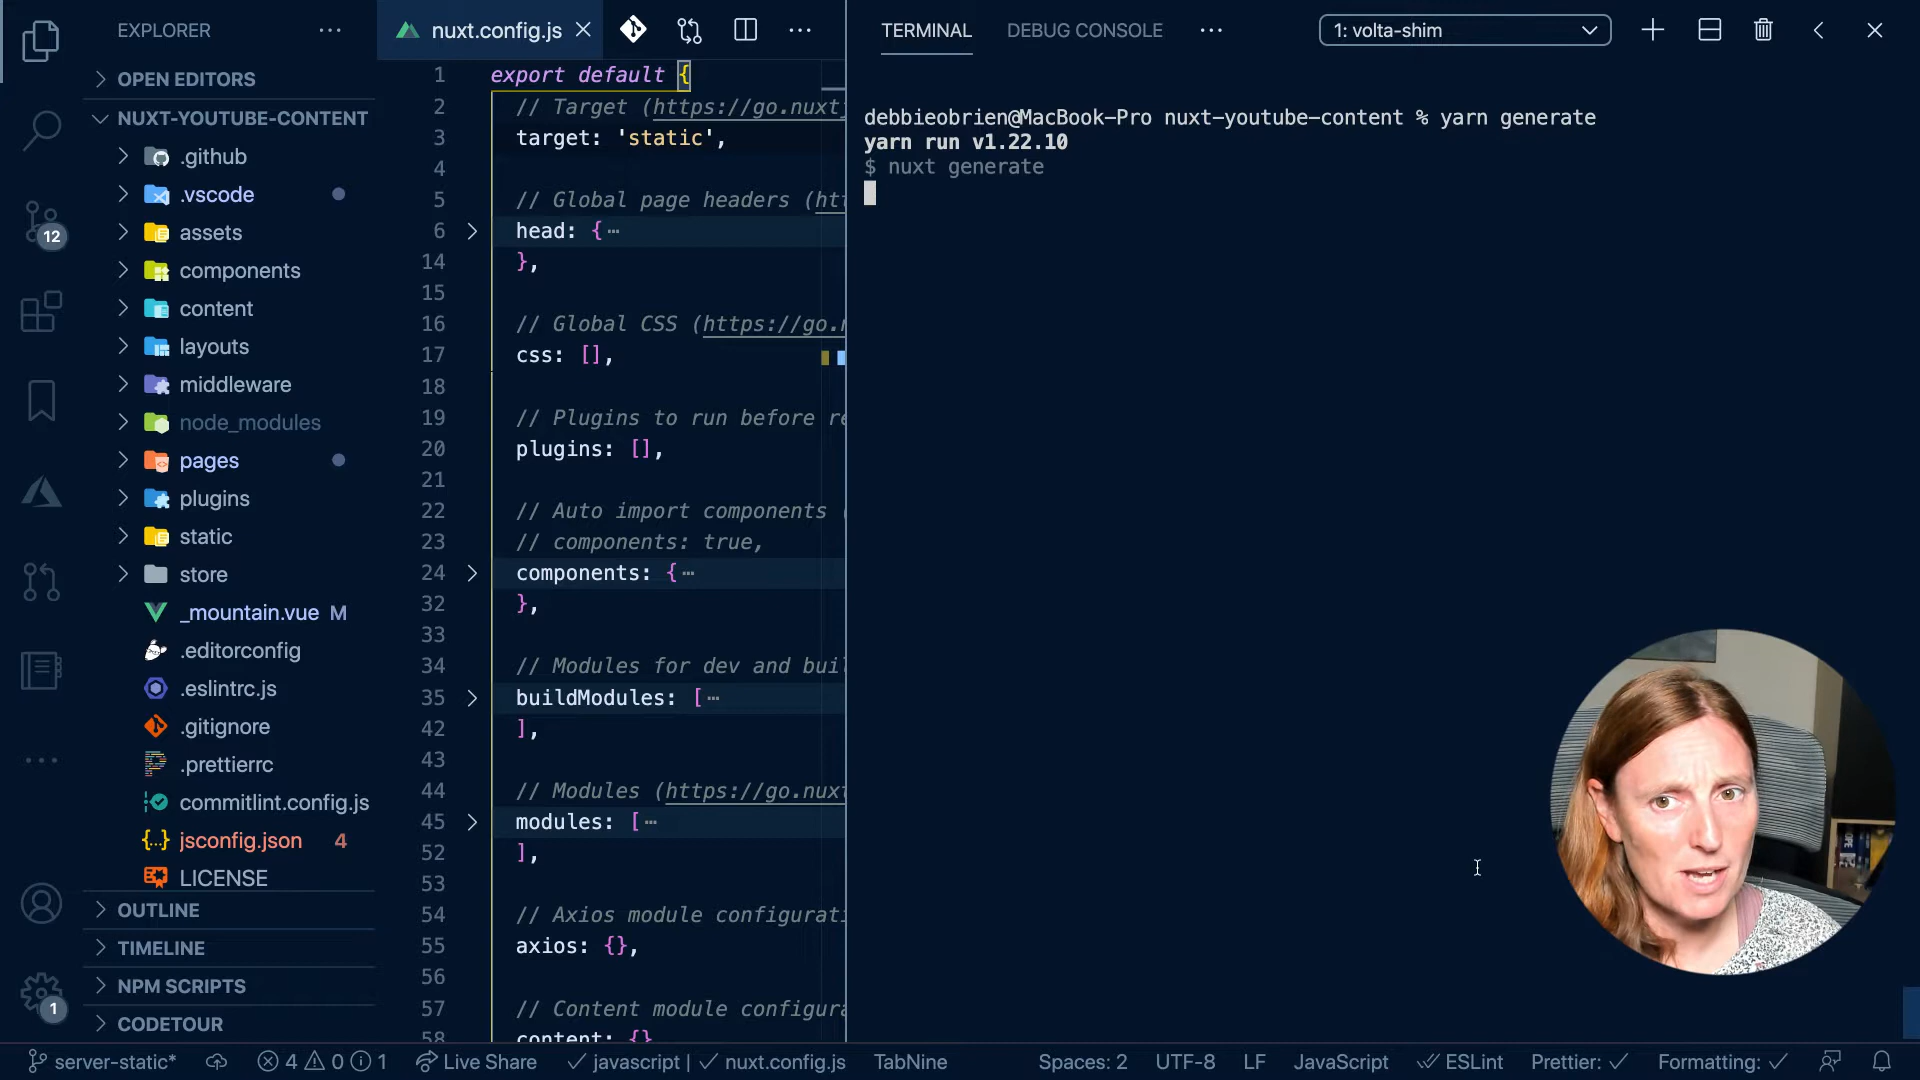 EXPLORER
nuxt.config.js
TERMINAL
DEBUG CONSOLE
1: volta-shim
OPEN EDITORS
NUXT-YOUTUBE-CONTENT
.github
.vscode
assets
components
content
layouts
middleware
node_modules
pages
plugins
static
store
_mountain.vue M
.editorconfig
.eslintrc.js
.gitignore
.prettierrc
commitlint.config.js
jsconfig.json 4
LICENSE
OUTLINE
TIMELINE
NPM SCRIPTS
CODETOUR
12
1
1 export default {
2 // Target (https://go.nuxt
3 target: 'static',
4
5 // Global page headers (htt
6 head: {
14 },
15
16 // Global CSS (https://go.
17 css: [],
18
19 // Plugins to run before re
20 plugins: [],
21
22 // Auto import components (
23 // components: true,
24 components: {
32 },
33
34 // Modules for dev and buil
35 buildModules: [
42 ],
43
44 // Modules (https://go.nuxt
45 modules: [
52 ],
53
54 // Axios module configurati
55 axios: {},
56
57 // Content module configura
58 content: {}
debbieobrien@MacBook-Pro nuxt-youtube-content % yarn generate
yarn run v1.22.10
$ nuxt generate
server-static* 4 0 1 Live Share javascript | nuxt.config.js TabNine Spaces: 2 UTF-8 LF JavaScript ESLint Prettier: Formatting: